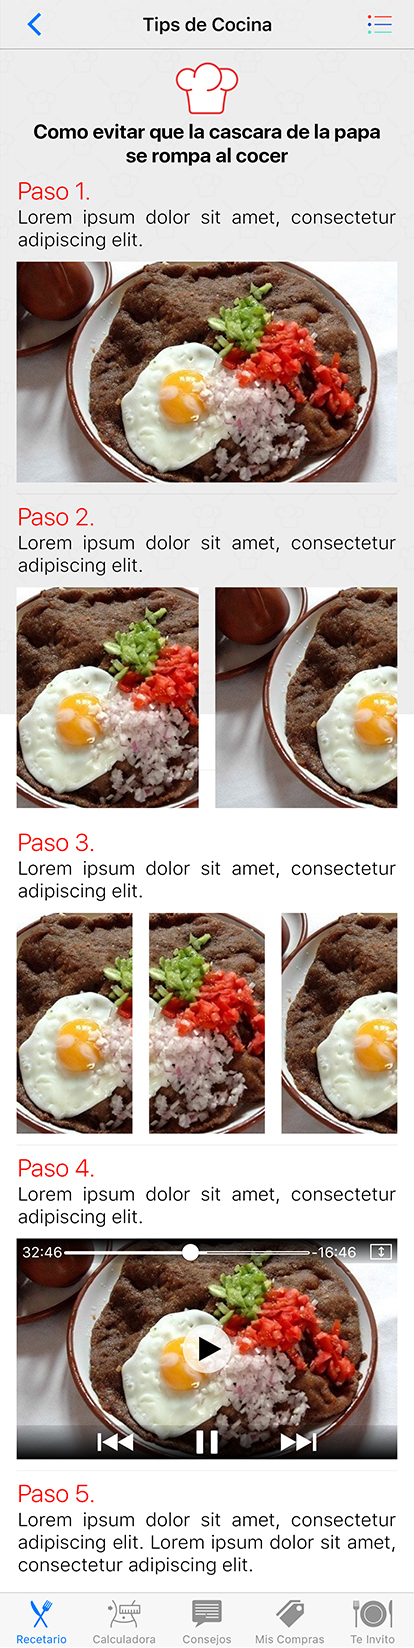 Tips de Cocina
Como evitar que la cascara de la papa
se rompa al cocer
Paso 1.
Lorem ipsum dolor sit amet, consectetur
adipiscing elit.
Paso 2.
Lorem ipsum dolor sit amet, consectetur
adipiscing elit.
Paso 3.
Lorem ipsum dolor sit amet, consectetur
adipiscing elit.
Paso 4.
Lorem ipsum dolor sit amet, consectetur
adipiscing elit.
32:46 -16:46
Paso 5.
Lorem ipsum dolor sit amet, consectetur
adipiscing elit. Lorem ipsum dolor sit amet,
consectetur adipiscing elit.
Recetario Calculadora Consejos Mis Compras Te Invito